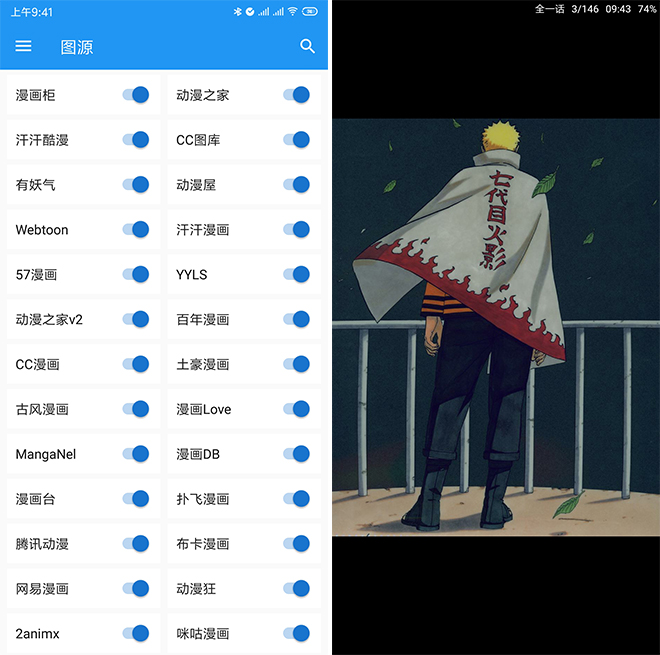 上午9:41
图源
漫画柜 动漫之家
汗汗酷漫 CC图库
有妖气 动漫屋
Webtoon 汗汗漫画
57漫画 YYLS
动漫之家v2 百年漫画
CC漫画 土豪漫画
古风漫画 漫画Love
MangaNel 漫画DB
漫画台 扑飞漫画
腾讯动漫 布卡漫画
网易漫画 动漫狂
2animx 咪咕漫画
全一话 3/146 09:43 74%
七代目火影